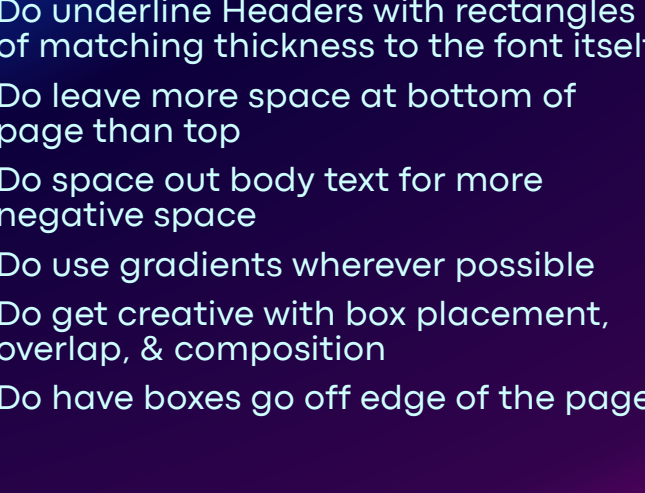 Do underline Headers with rectangles
of matching thickness to the font itself
Do leave more space at bottom of
page than top
Do space out body text for more
negative space
Do use gradients wherever possible
Do get creative with box placement,
overlap, & composition
Do have boxes go off edge of the page